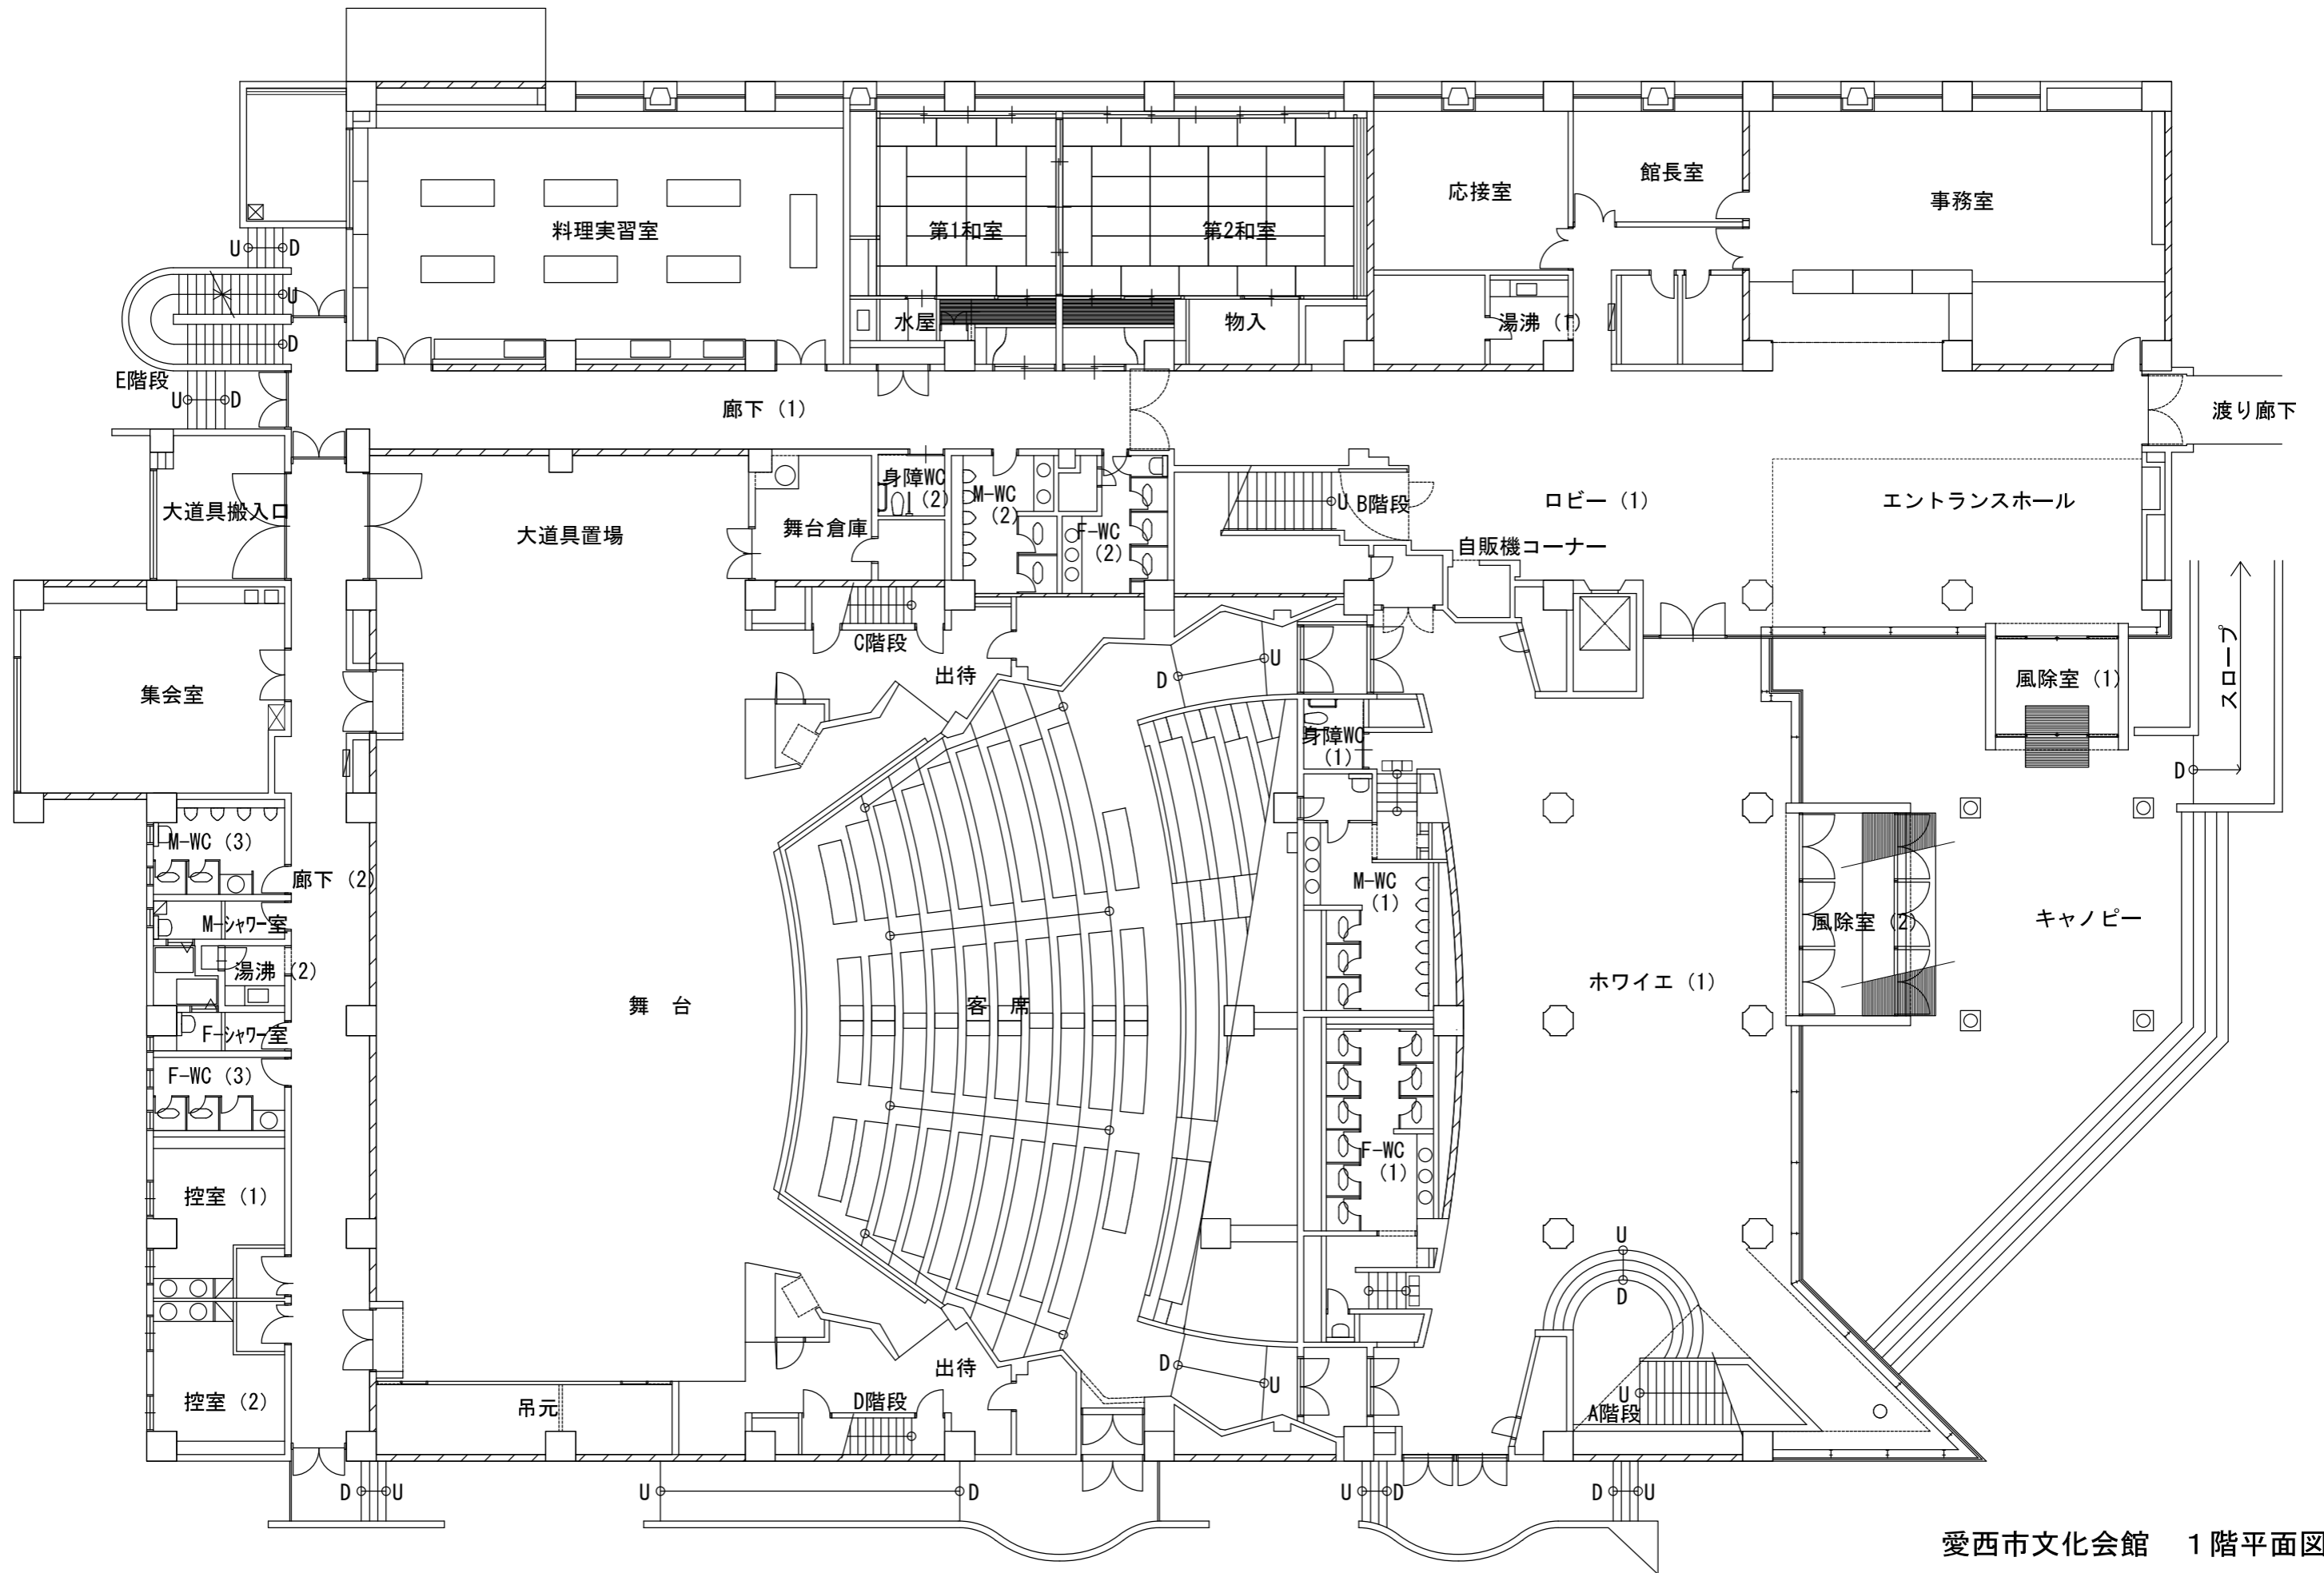 料理実習室
第1和室
第2和室
応接室
館長室
事務室
U
D
U
D
E階段
U
D
水屋
物入
湯沸 (1)
廊下 (1)
渡り廊下
大道具搬入口
大道具置場
舞台倉庫
身障WC
(2)
M-WC
(2)
F-WC
(2)
U
B階段
ロビー (1)
エントランスホール
自販機コーナー
スロープ
D
C階段
出待
U
D
風除室 (1)
集会室
身障WC
(1)
M-WC (3)
廊下 (2)
M-シャワー室
湯沸 (2)
F-シャワー室
F-WC (3)
M-WC
(1)
風除室 (2)
キャノピー
ホワイエ (1)
舞 台
客 席
F-WC
(1)
控室 (1)
控室 (2)
吊元
出待
D階段
D
U
U
D
U
A階段
D
U
U
D
U
D
D
U
愛西市文化会館 1階平面図